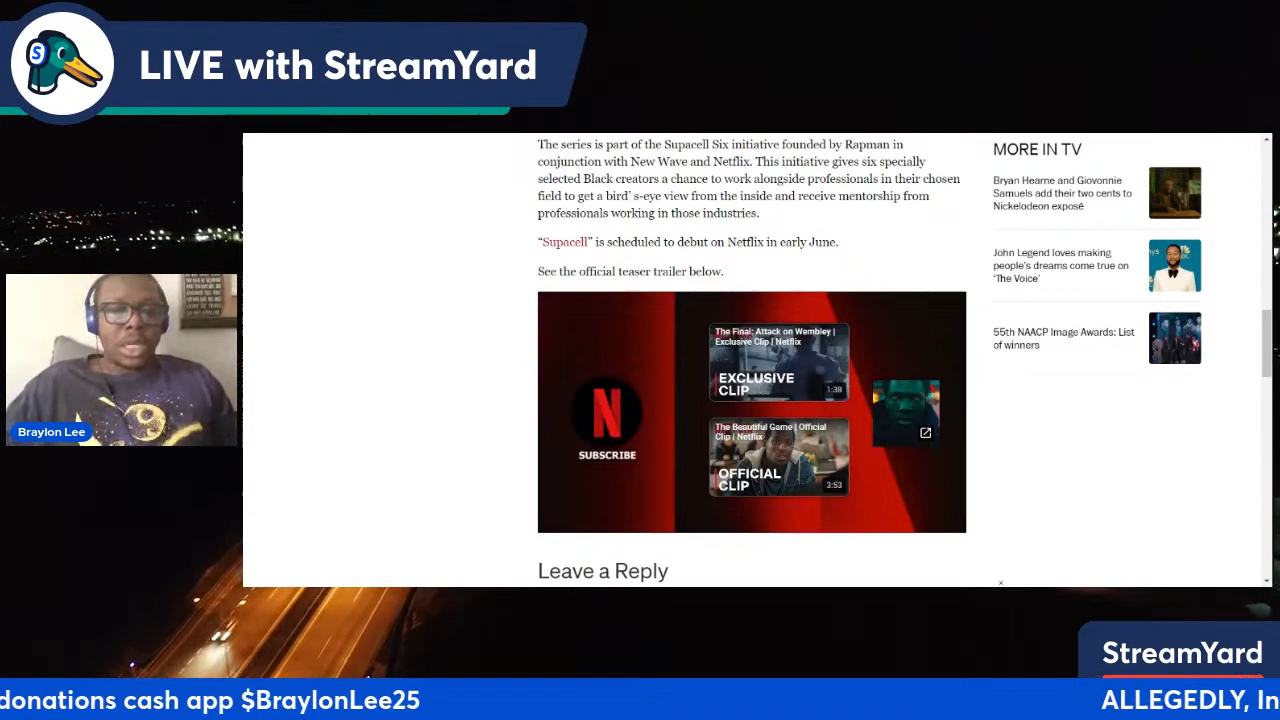 LIVE with StreamYard
S
The series is part of the Supacell Six initiative founded by Rapman in
conjunction with New Wave and Netflix. This initiative gives six specially
selected Black creators a chance to work alongside professionals in their chosen
field to get a bird' s-eye view from the inside and receive mentorship from
professionals working in those industries.
“Supacell” is scheduled to debut on Netflix in early June.
See the official teaser trailer below.
The Final: Attack on Wembley |
Exclusive Clip | Netflix
EXCLUSIVE
CLIP
1:38
N
SUBSCRIBE
The Beautiful Game | Official
Clip | Netflix
OFFICIAL
CLIP
3:53
Leave a Reply
MORE IN TV
Bryan Hearne and Giovonnie
Samuels add their two cents to
Nickelodeon exposé
John Legend loves making
people's dreams come true on
'The Voice'
55th NAACP Image Awards: List
of winners
Braylon Lee
StreamYard
donations cash app $BraylonLee25
ALLEGEDLY, In